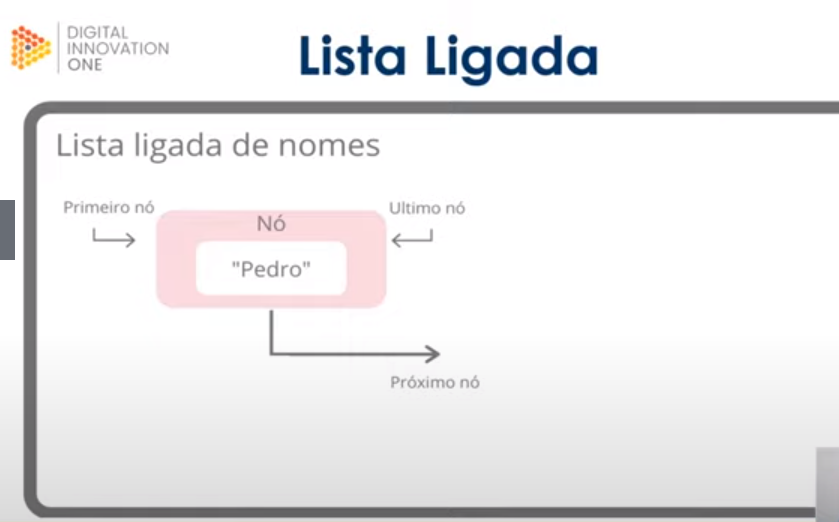 DIGITAL
INNOVATION
ONE
Lista Ligada
Lista ligada de nomes
Primeiro nó
Nó
Ultimo nó
"Pedro"
Próximo nó